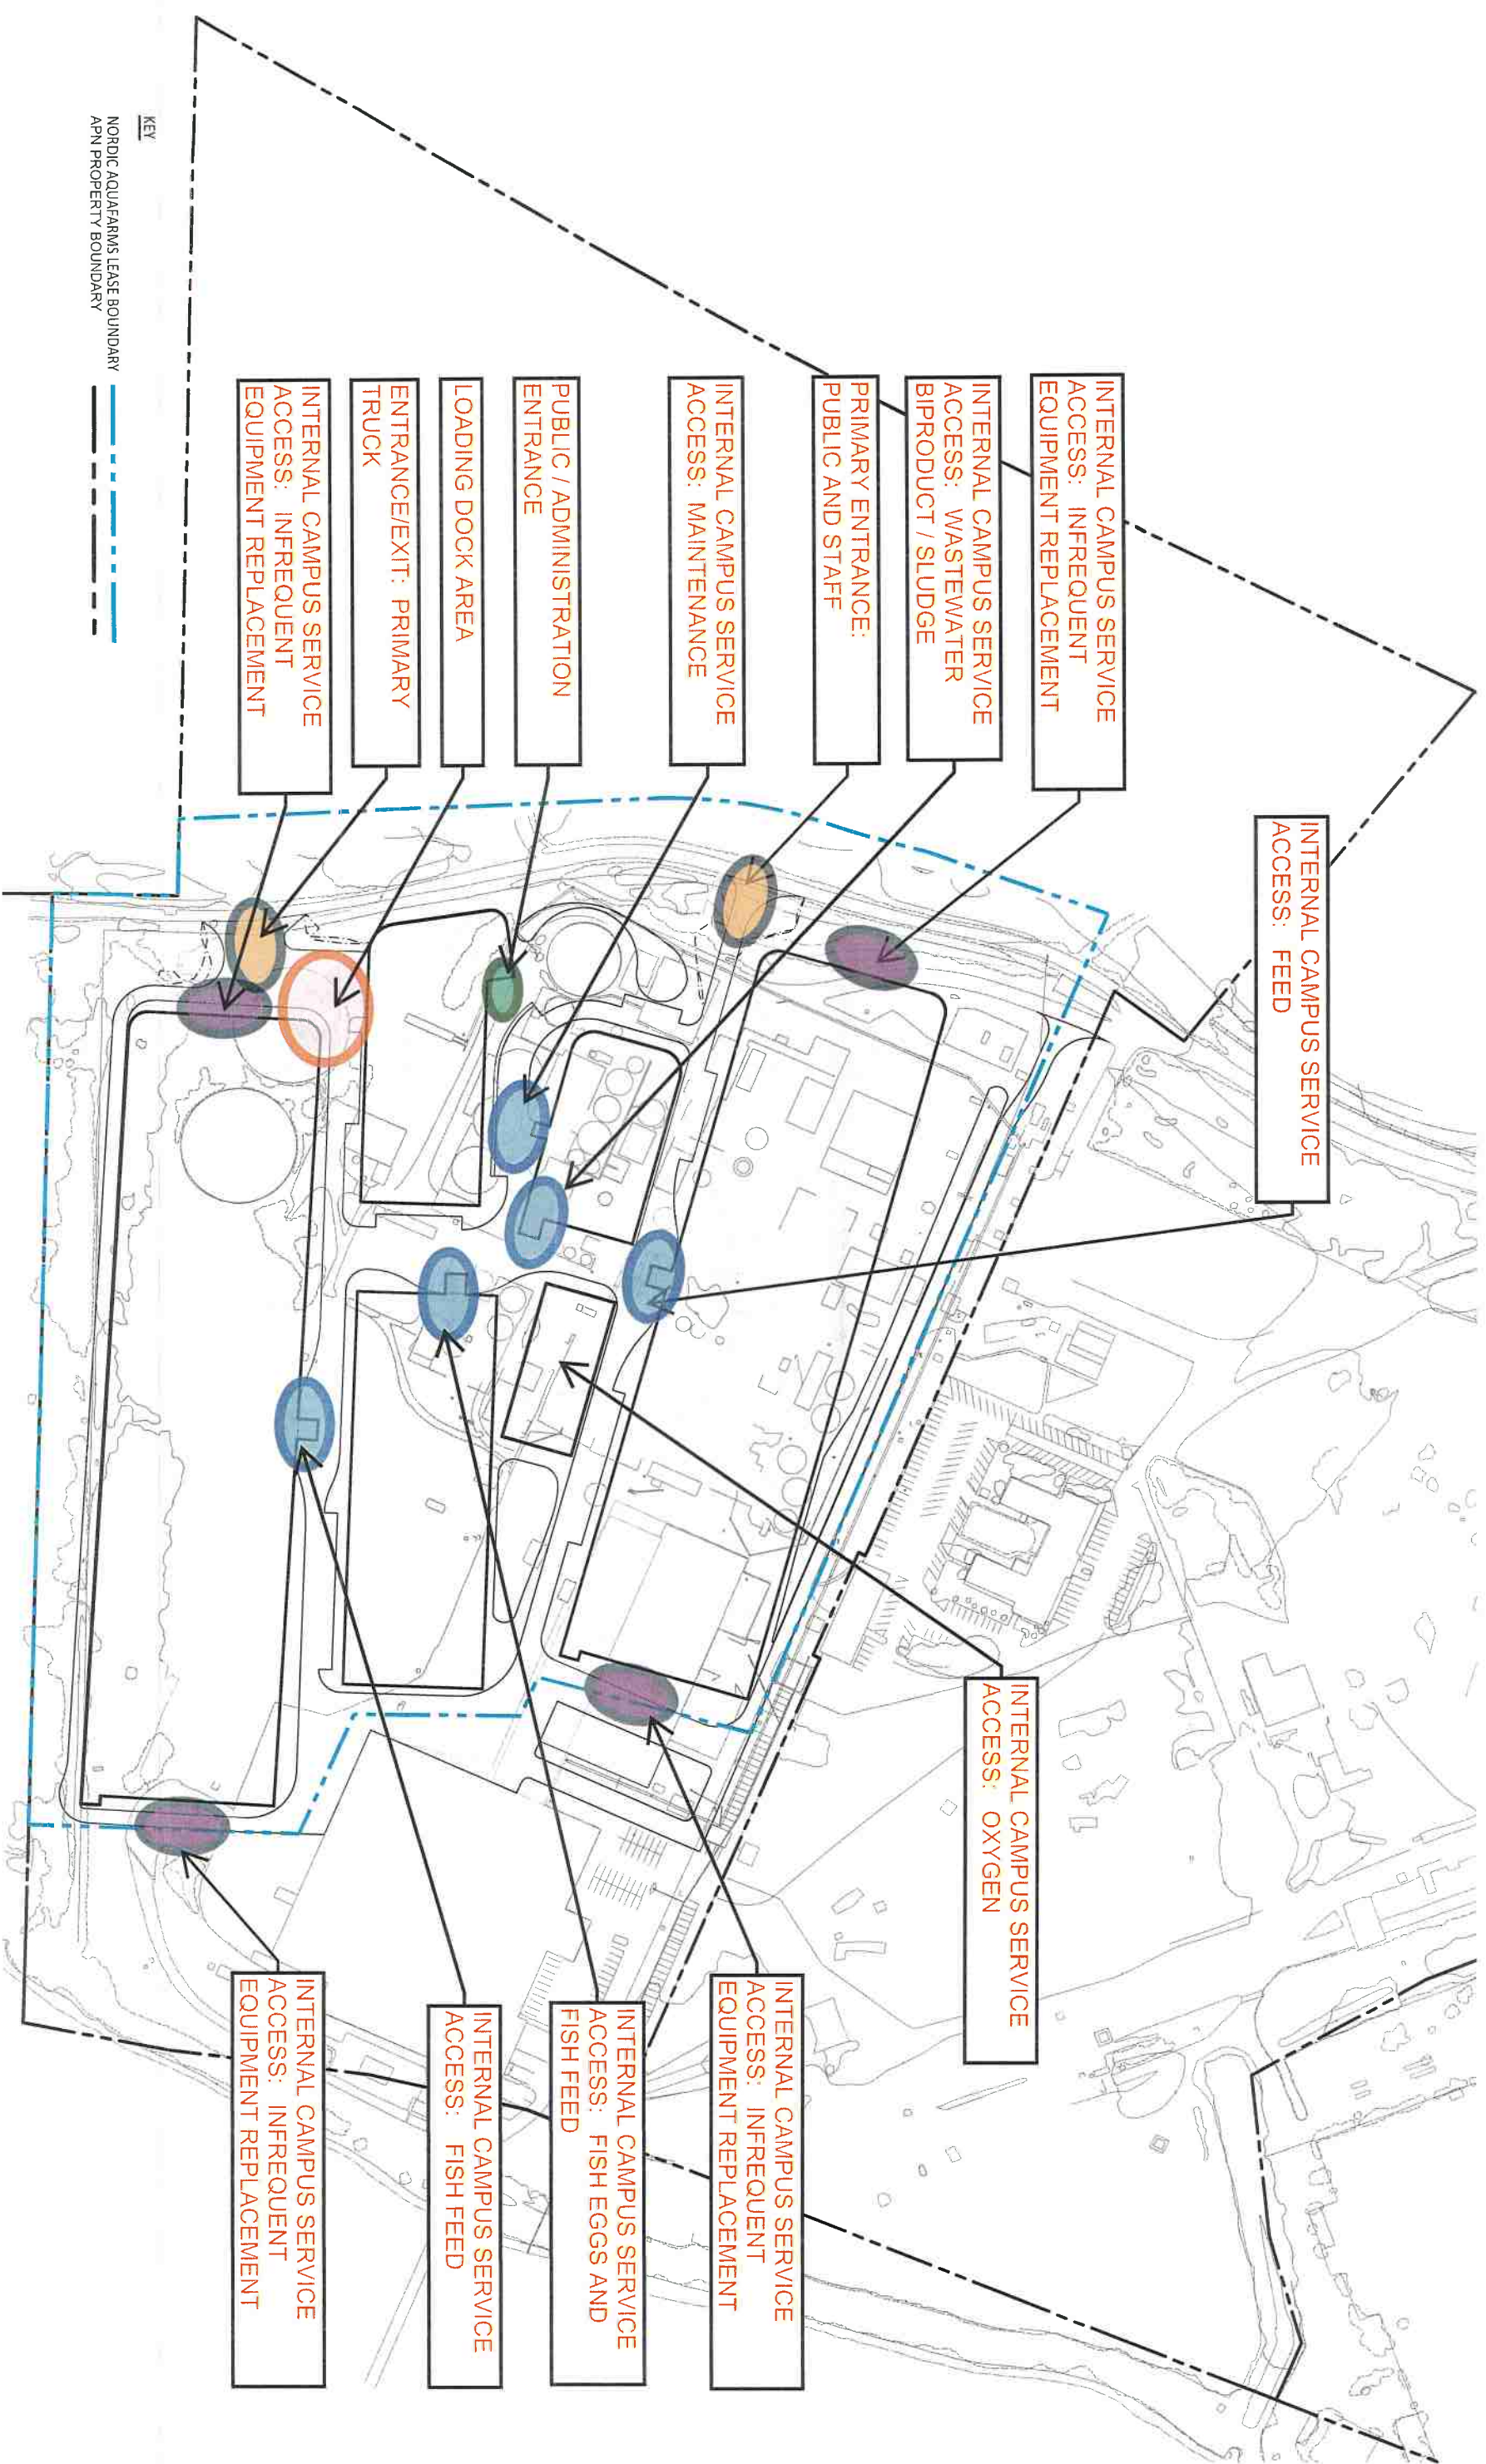 INTERNAL CAMPUS SERVICE
ACCESS: FEED
INTERNAL CAMPUS SERVICE
ACCESS: INFREQUENT
EQUIPMENT REPLACEMENT
INTERNAL CAMPUS SERVICE
ACCESS: WASTEWATER
BIPRODUCT / SLUDGE
PRIMARY ENTRANCE:
PUBLIC AND STAFF
INTERNAL CAMPUS SERVICE
ACCESS: MAINTENANCE
PUBLIC / ADMINISTRATION
ENTRANCE
LOADING DOCK AREA
ENTRANCE/EXIT: PRIMARY
TRUCK
INTERNAL CAMPUS SERVICE
ACCESS: INFREQUENT
EQUIPMENT REPLACEMENT
INTERNAL CAMPUS SERVICE
ACCESS: OXYGEN
INTERNAL CAMPUS SERVICE
ACCESS: INFREQUENT
EQUIPMENT REPLACEMENT
INTERNAL CAMPUS SERVICE
ACCESS: FISH EGGS AND
FISH FEED
INTERNAL CAMPUS SERVICE
ACCESS: FISH FEED
INTERNAL CAMPUS SERVICE
ACCESS: INFREQUENT
EQUIPMENT REPLACEMENT
KEY
NORDIC AQUAFARMS LEASE BOUNDARY
APN PROPERTY BOUNDARY